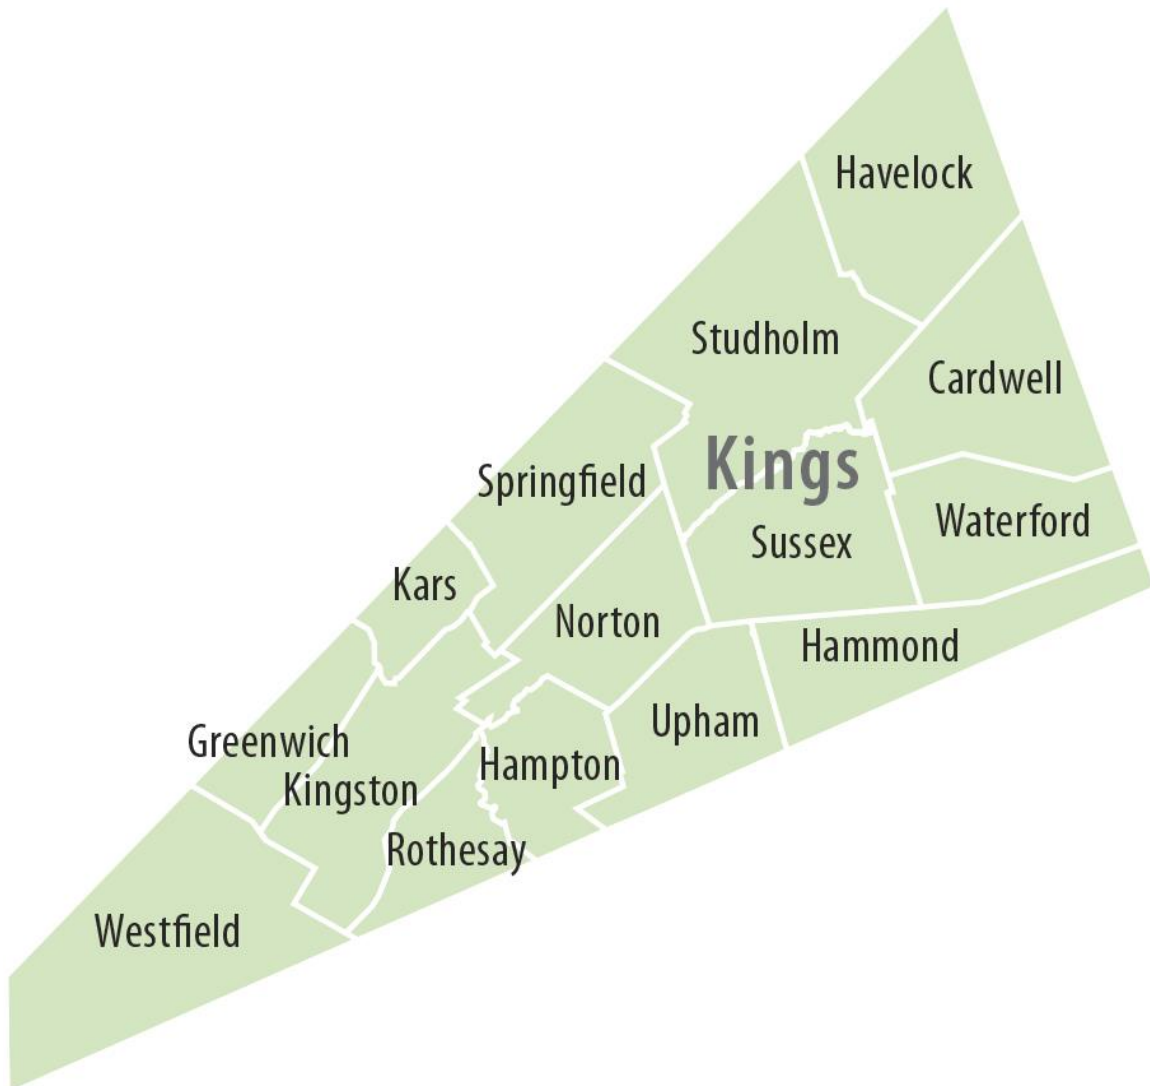 Havelock
Studholm
Cardwell
Kings
Springfield
Waterford
Sussex
Kars
Norton
Hammond
Upham
Greenwich
Hampton
Kingston
Rothesay
Westfield